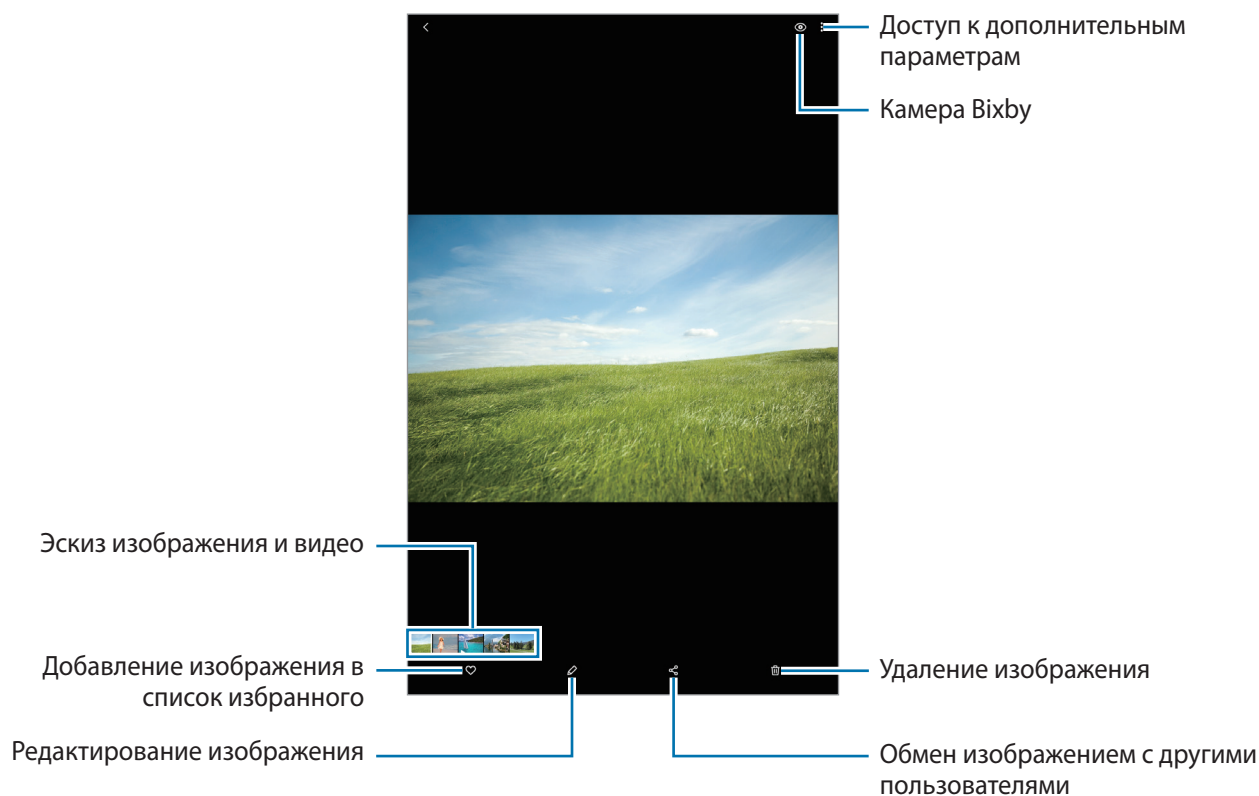 Доступ к дополнительным
параметрам
Камера Bixby
Эскиз изображения и видео
Добавление изображения в
список избранного
Удаление изображения
Редактирование изображения
Обмен изображением с другими
пользователями